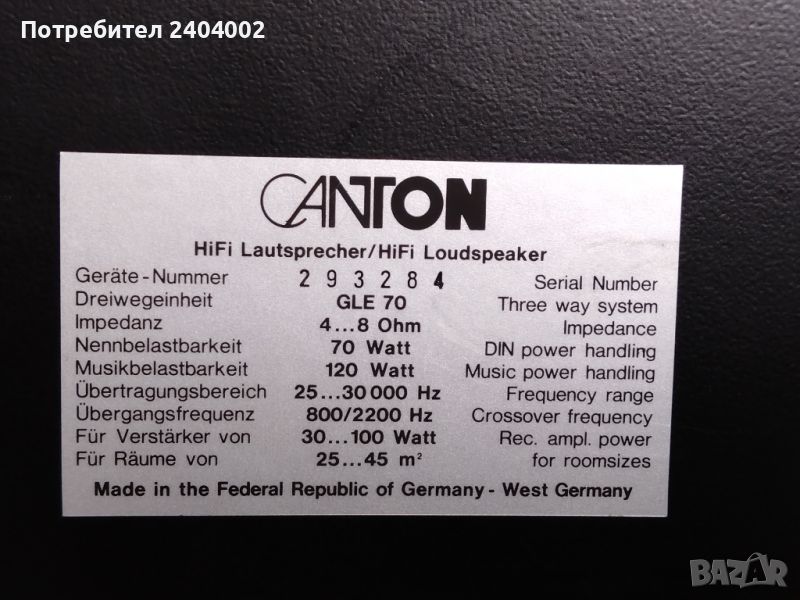 Потребител 2404002
CANTON
HiFi Lautsprecher/HiFi Loudspeaker
Geräte-Nummer 293284 Serial Number
Dreiwegeinheit GLE 70 Three way system
Impedanz 4...8 Ohm Impedance
Nennbelastbarkeit 70 Watt DIN power handling
Musikbelastbarkeit 120 Watt Music power handling
Übertragungsbereich 25...30000 Hz Frequency range
Übergangsfrequenz 800/2200 Hz Crossover frequency
Für Verstärker von 30...100 Watt Rec. ampl. power
Für Räume von 25...45 m² for roomsizes
Made in the Federal Republic of Germany - West Germany
BAZAR